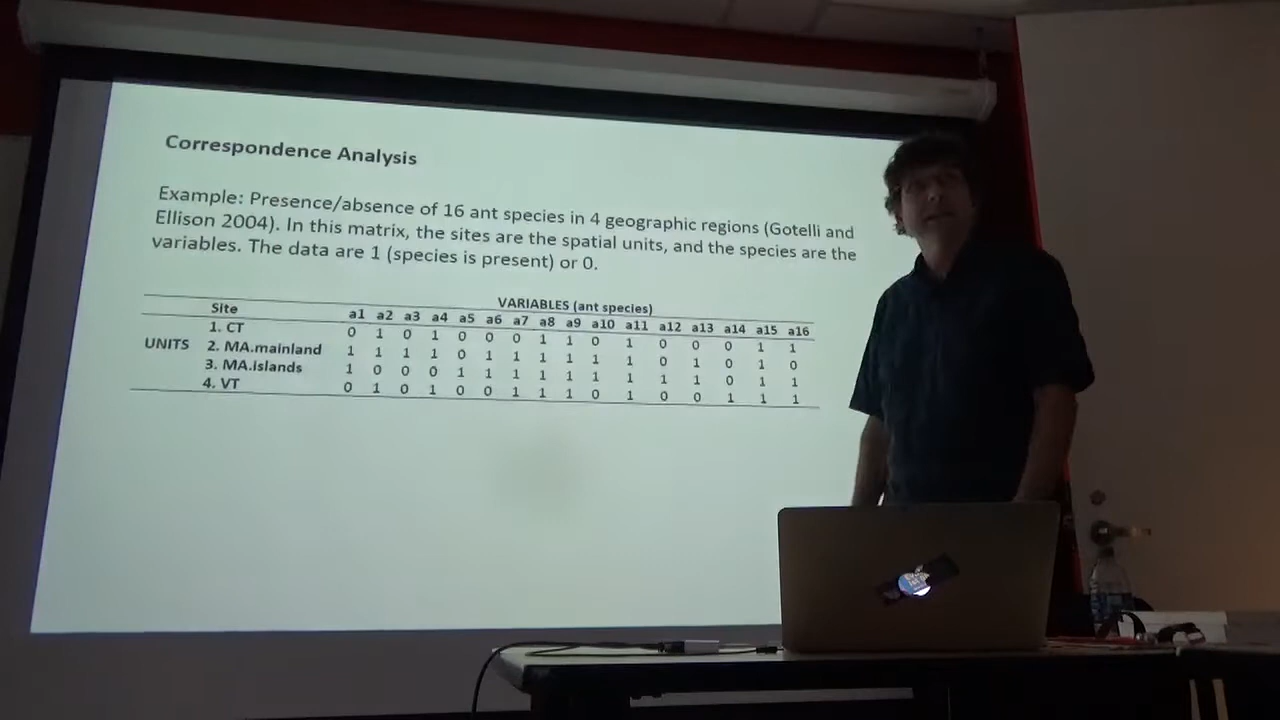 Correspondence Analysis
Example: Presence/absence of 16 ant species in 4 geographic regions (Gotelli and
Ellison 2004). In this matrix, the sites are the spatial units, and the species are the
variables. The data are 1 (species is present) or 0.
VARIABLES (ant species)
Site a1 a2 a3 a4 a5 a6 a7 a8 a9 a10 a11 a12 a13 a14 a15 a16
1. CT 0 1 0 1 0 0 0 1 1 0 1 0 0 0 1 1
UNITS 2. MA.mainland 1 1 1 1 0 1 1 1 1 1 1 0 1 0 1 0
3. MA.islands 1 0 0 0 1 1 1 1 1 1 1 1 1 0 1 1
4. VT 0 1 0 1 0 0 1 1 1 0 1 0 0 1 1 1